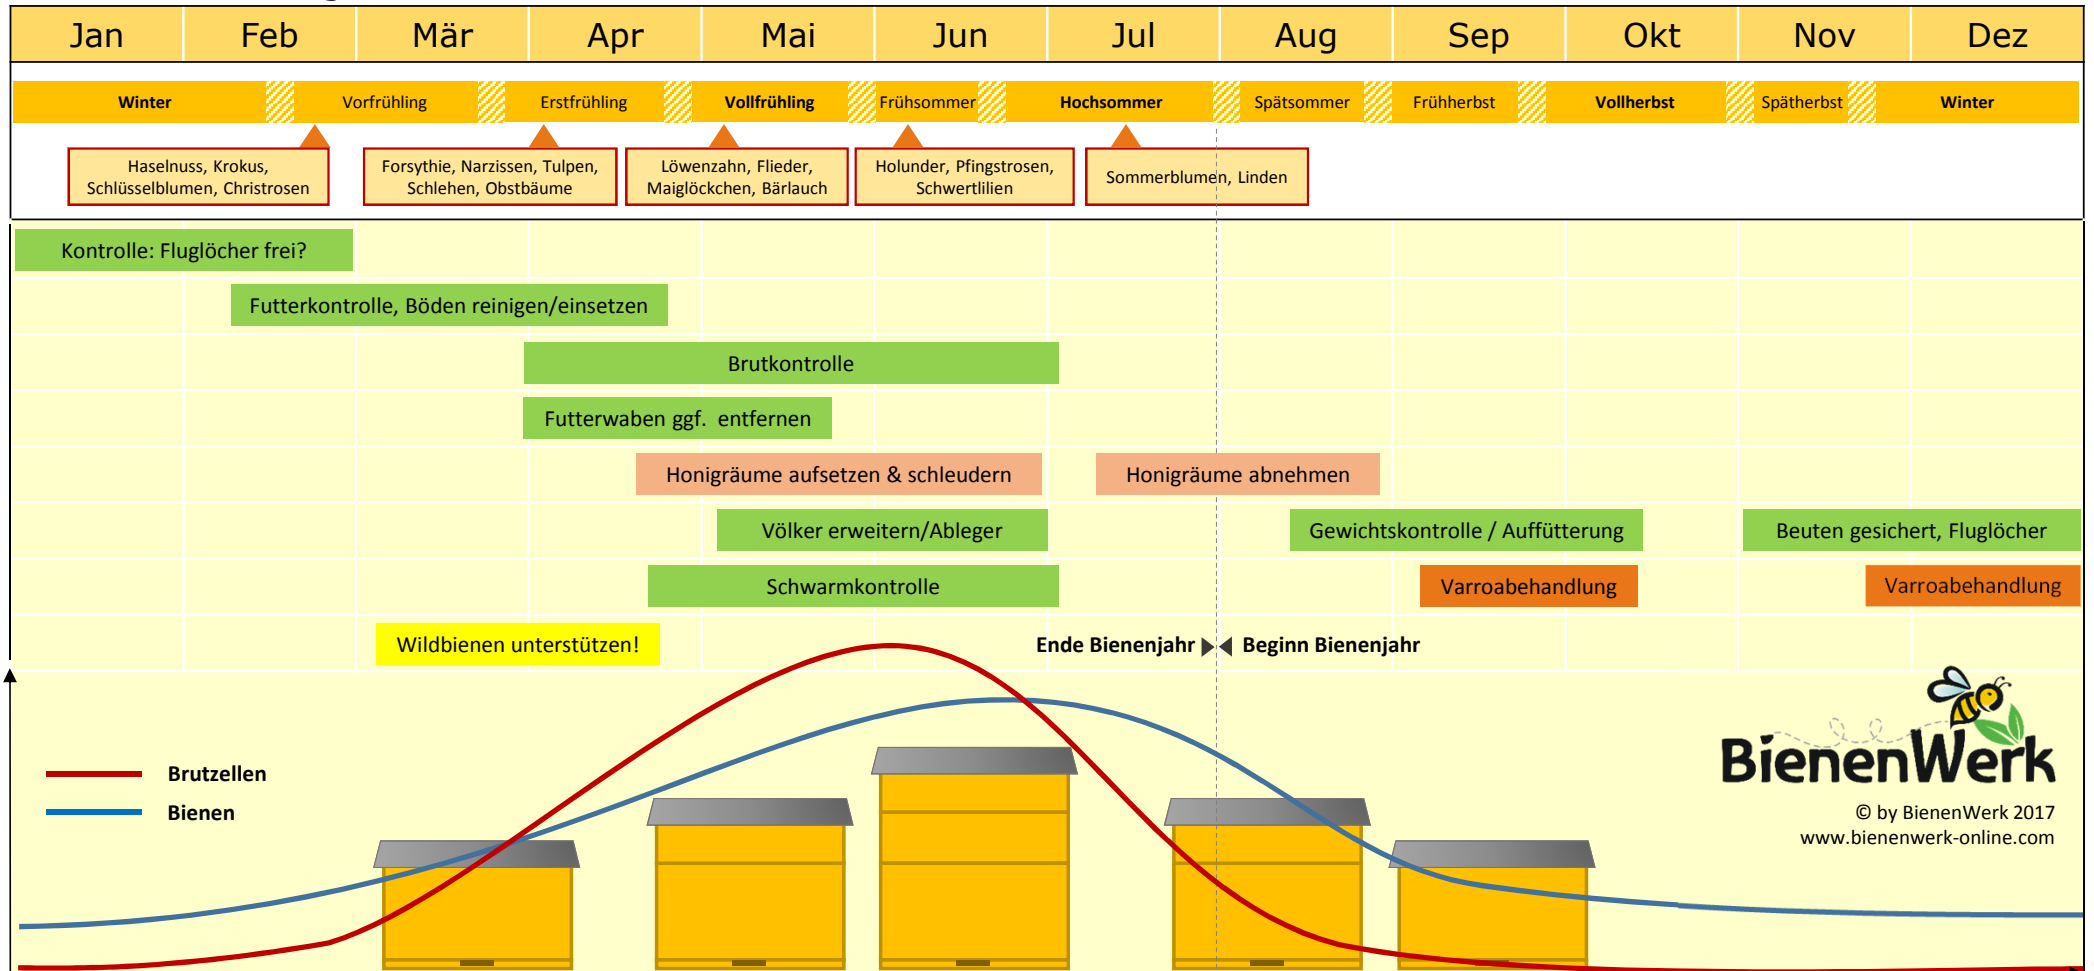 Jan Feb Mär Apr Mai Jun Jul Aug Sep Okt Nov Dez
Winter Vorfrühling Erstfrühling Vollfrühling Frühsommer Hochsommer Spätsommer Frühherbst Vollherbst Spätherbst Winter
Haselnuss, Krokus,
Schlüsselblumen, Christrosen
Forsythie, Narzissen, Tulpen,
Schlehen, Obstbäume
Löwenzahn, Flieder,
Maiglöckchen, Bärlauch
Holunder, Pfingstrosen,
Schwertlilien
Sommerblumen, Linden
Kontrolle: Fluglöcher frei?
Futterkontrolle, Böden reinigen/einsetzen
Brutkontrolle
Futterwaben ggf. entfernen
Honigräume aufsetzen & schleudern Honigräume abnehmen
Völker erweitern/Ableger Gewichtskontrolle / Auffütterung Beuten gesichert, Fluglöcher
Schwarmkontrolle Varroabehandlung Varroabehandlung
Wildbienen unterstützen! Ende Bienenjahr Beginn Bienenjahr
Brutzellen
Bienen
BienenWerk
© by BienenWerk 2017
www.bienenwerk-online.com